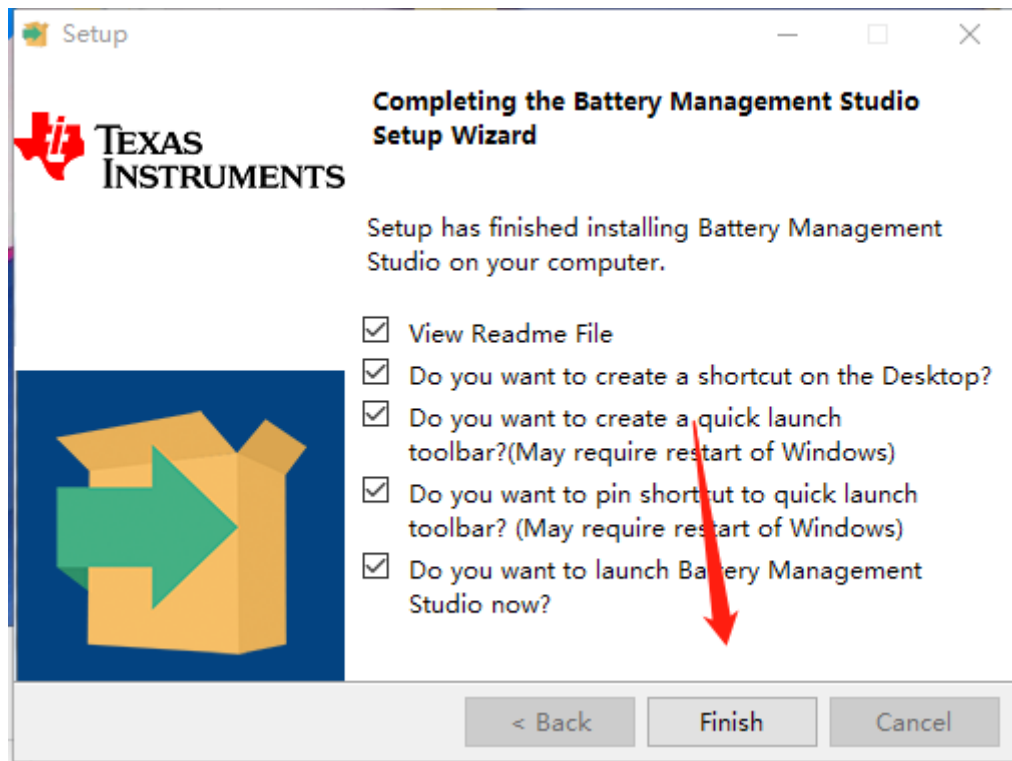 Setup
TEXAS
INSTRUMENTS
Completing the Battery Management Studio
Setup Wizard
Setup has finished installing Battery Management
Studio on your computer.
View Readme File
Do you want to create a shortcut on the Desktop?
Do you want to create a quick launch
toolbar?(May require restart of Windows)
Do you want to pin shortcut to quick launch
toolbar? (May require restart of Windows)
Do you want to launch Battery Management
Studio now?
< Back
Finish
Cancel